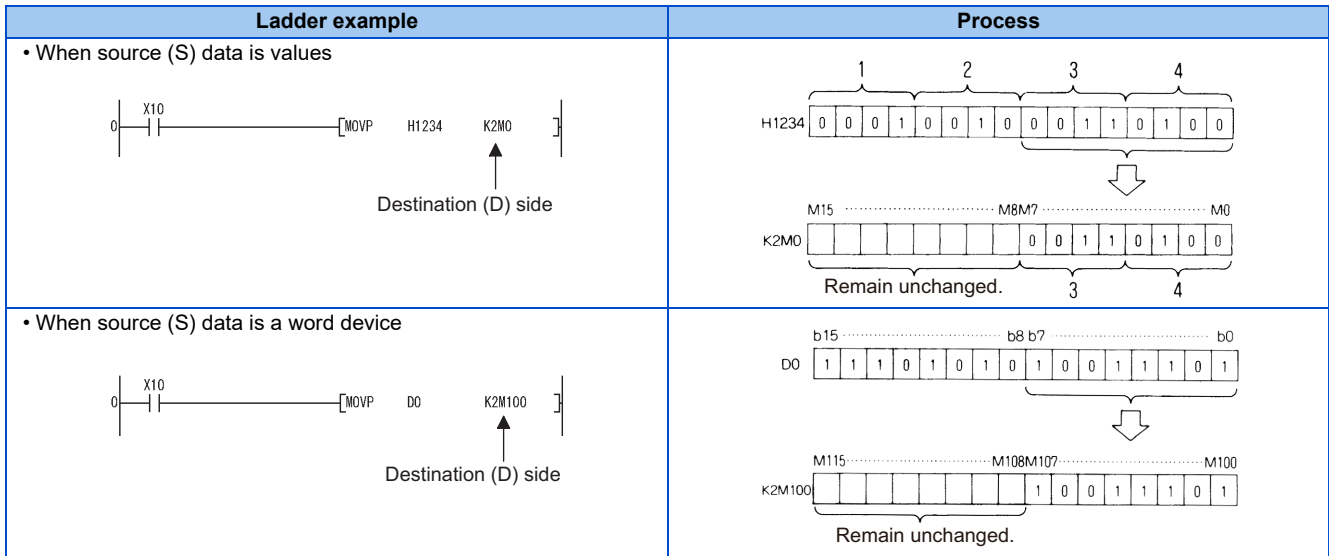 Ladder example
Process
• When source (S) data is values
X10
0
MOVP H1234 K2M0
Destination (D) side
1 2 3 4
H1234 0 0 0 1 0 0 1 0 0 0 1 1 0 1 0 0
M15 M8M7 M0
K2M0 0 0 1 1 0 1 0 0
Remain unchanged. 3 4
• When source (S) data is a word device
X10
0
MOVP D0 K2M100
Destination (D) side
b15 b8 b7 b0
D0 1 1 1 0 1 0 1 0 1 0 0 1 1 1 0 1
M115 M108M107 M100
K2M100 1 0 0 1 1 1 0 1
Remain unchanged.